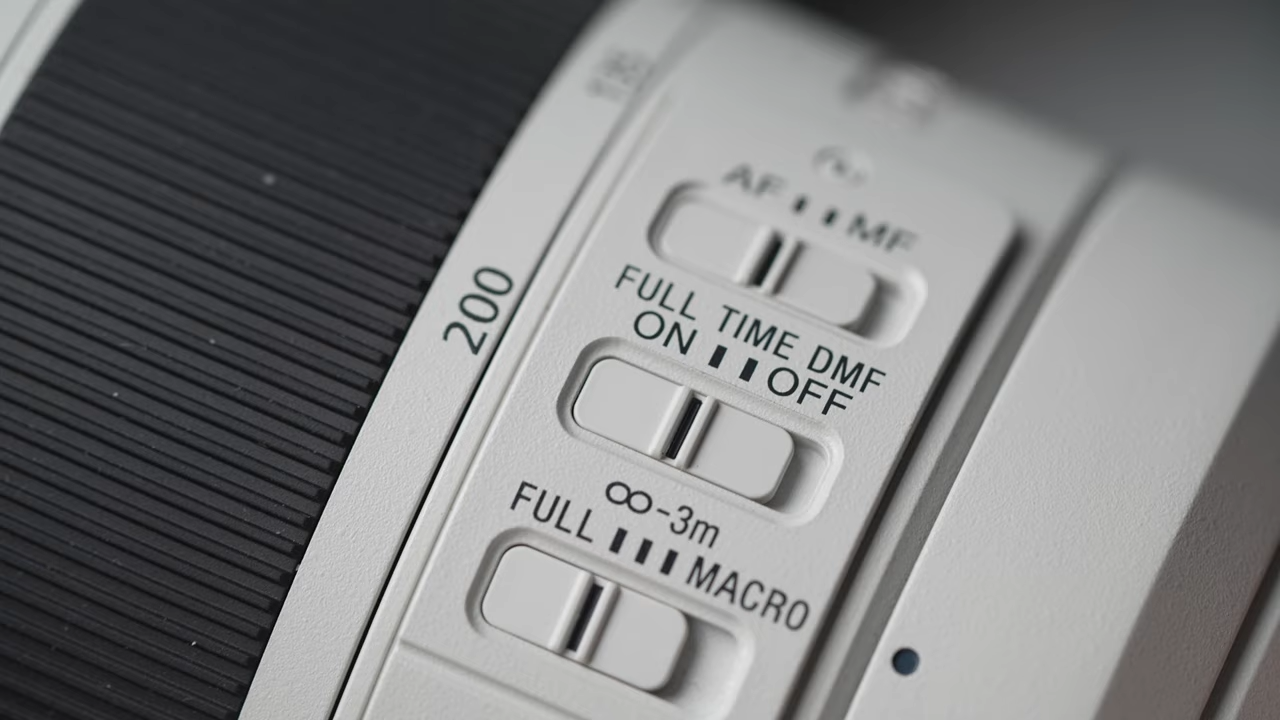 200
AF MF
FULL TIME DMF
ON OFF
∞-3m
FULL MACRO